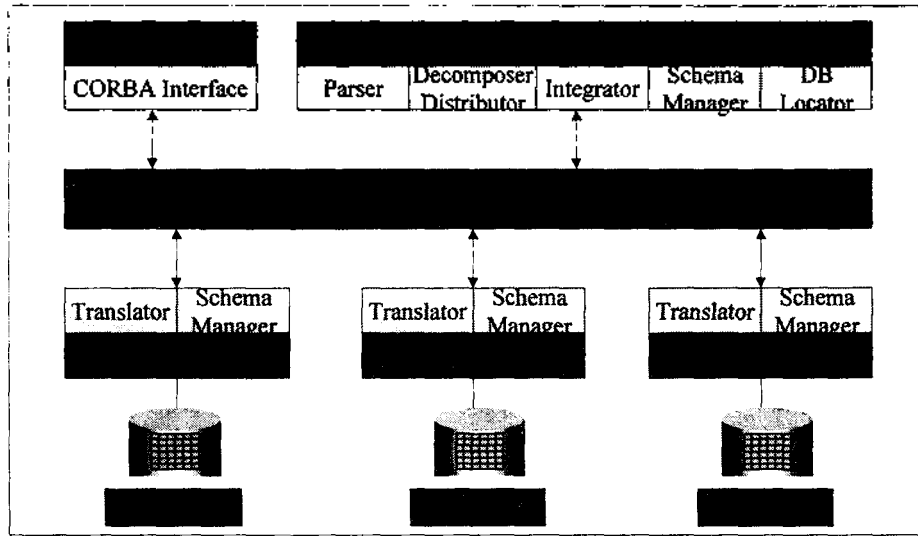 CORBA Interface
Parser
Decomposer
Distributor
Integrator
Schema
Manager
DB
Locator
Translator
Schema
Manager
Translator
Schema
Manager
Translator
Schema
Manager